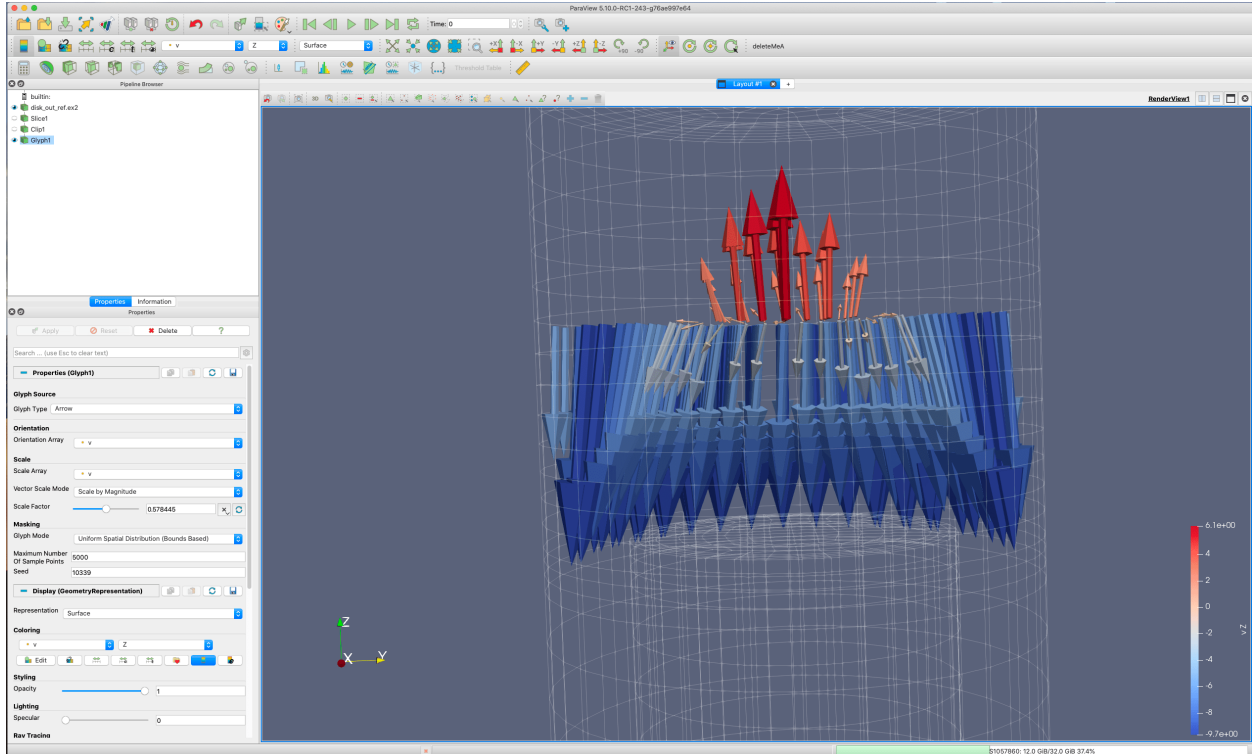 ParaView 5.10.0-RC1-243-g76ae997e64
Time: 0
v
Z
Surface
+X
-X
+Y
-Y
+Z
-Z
+90
-90
deleteMeA
Threshold Table
Pipeline Browser
builtin:
disk_out_ref.ex2
Slice1
Clip1
Glyph1
Layout #1
+
3D
RenderView1
Properties
Information
Properties
Apply
Reset
Delete
?
Search ... (use Esc to clear text)
Properties (Glyph1)
Glyph Source
Glyph Type
Arrow
Orientation
Orientation Array
v
Scale
Scale Array
v
Vector Scale Mode
Scale by Magnitude
Scale Factor
0.578445
Masking
Glyph Mode
Uniform Spatial Distribution (Bounds Based)
Maximum Number
Of Sample Points
5000
Seed
10339
Display (GeometryRepresentation)
Representation
Surface
Coloring
v
Z
Edit
Styling
Opacity
1
Lighting
Specular
0
Ray Tracing
Z
X
Y
6.1e+00
4
2
0
-2
-4
-6
-8
-9.7e+00
v Z
S1057860: 12.0 GiB/32.0 GiB 37.4%